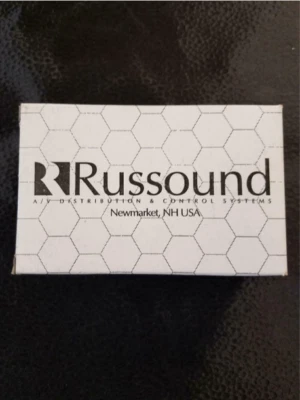 Russound
A/V DISTRIBUTION & CONTROL SYSTEMS
Newmarket, NH USA